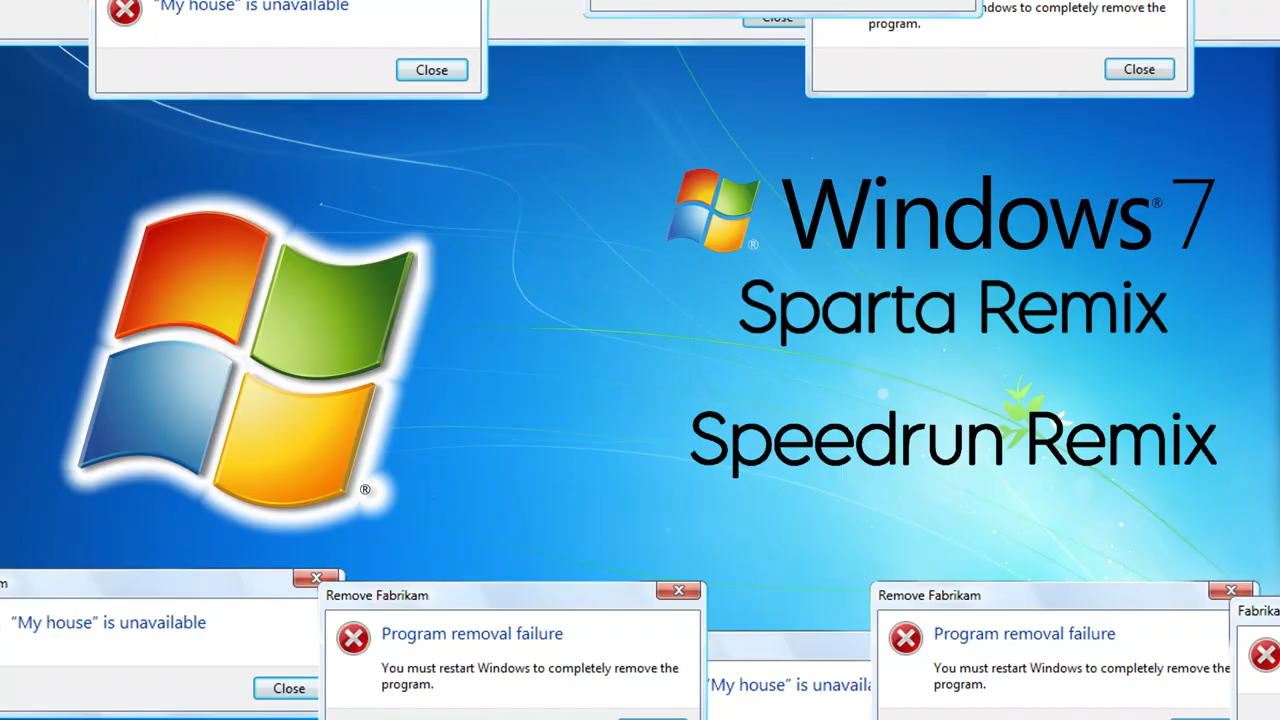 "My house" is unavailable
Close
Close
ndows to completely remove the
program.
Close
Windows® 7
®
Sparta Remix
Speedrun Remix
®
m
"My house" is unavailable
Close
Remove Fabrikam
Program removal failure
You must restart Windows to completely remove the
program.
"My house" is unavaila
Remove Fabrikam
Program removal failure
You must restart Windows to completely remove the
program.
Fabrika